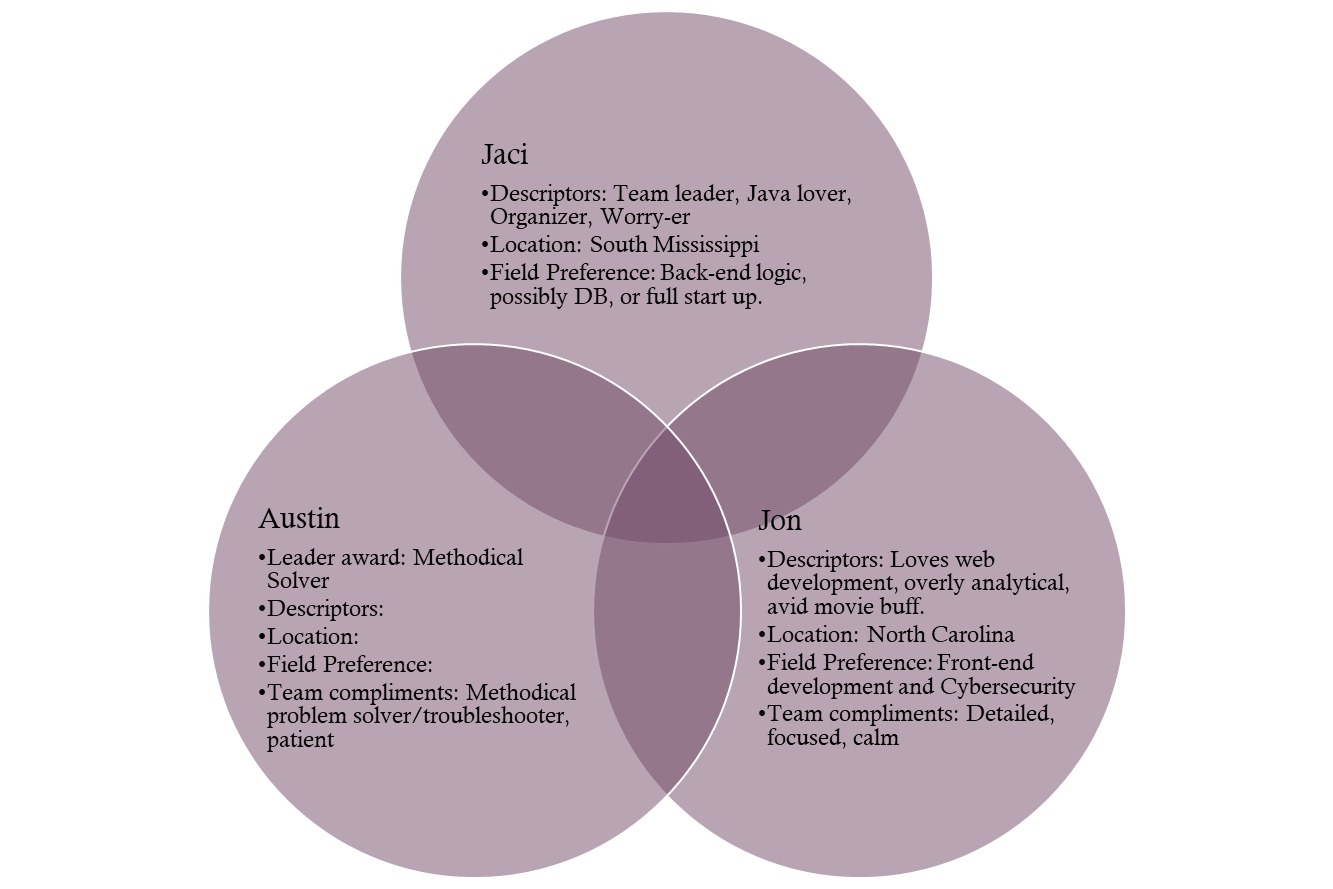 Jaci
•Descriptors: Team leader, Java lover,
Organizer, Worry-er
•Location: South Mississippi
•Field Preference: Back-end logic,
possibly DB, or full start up.
Austin
•Leader award: Methodical
Solver
•Descriptors:
•Location:
•Field Preference:
•Team compliments: Methodical
problem solver/troubleshooter,
patient
Jon
•Descriptors: Loves web
development, overly analytical,
avid movie buff.
•Location: North Carolina
•Field Preference: Front-end
development and Cybersecurity
•Team compliments: Detailed,
focused, calm